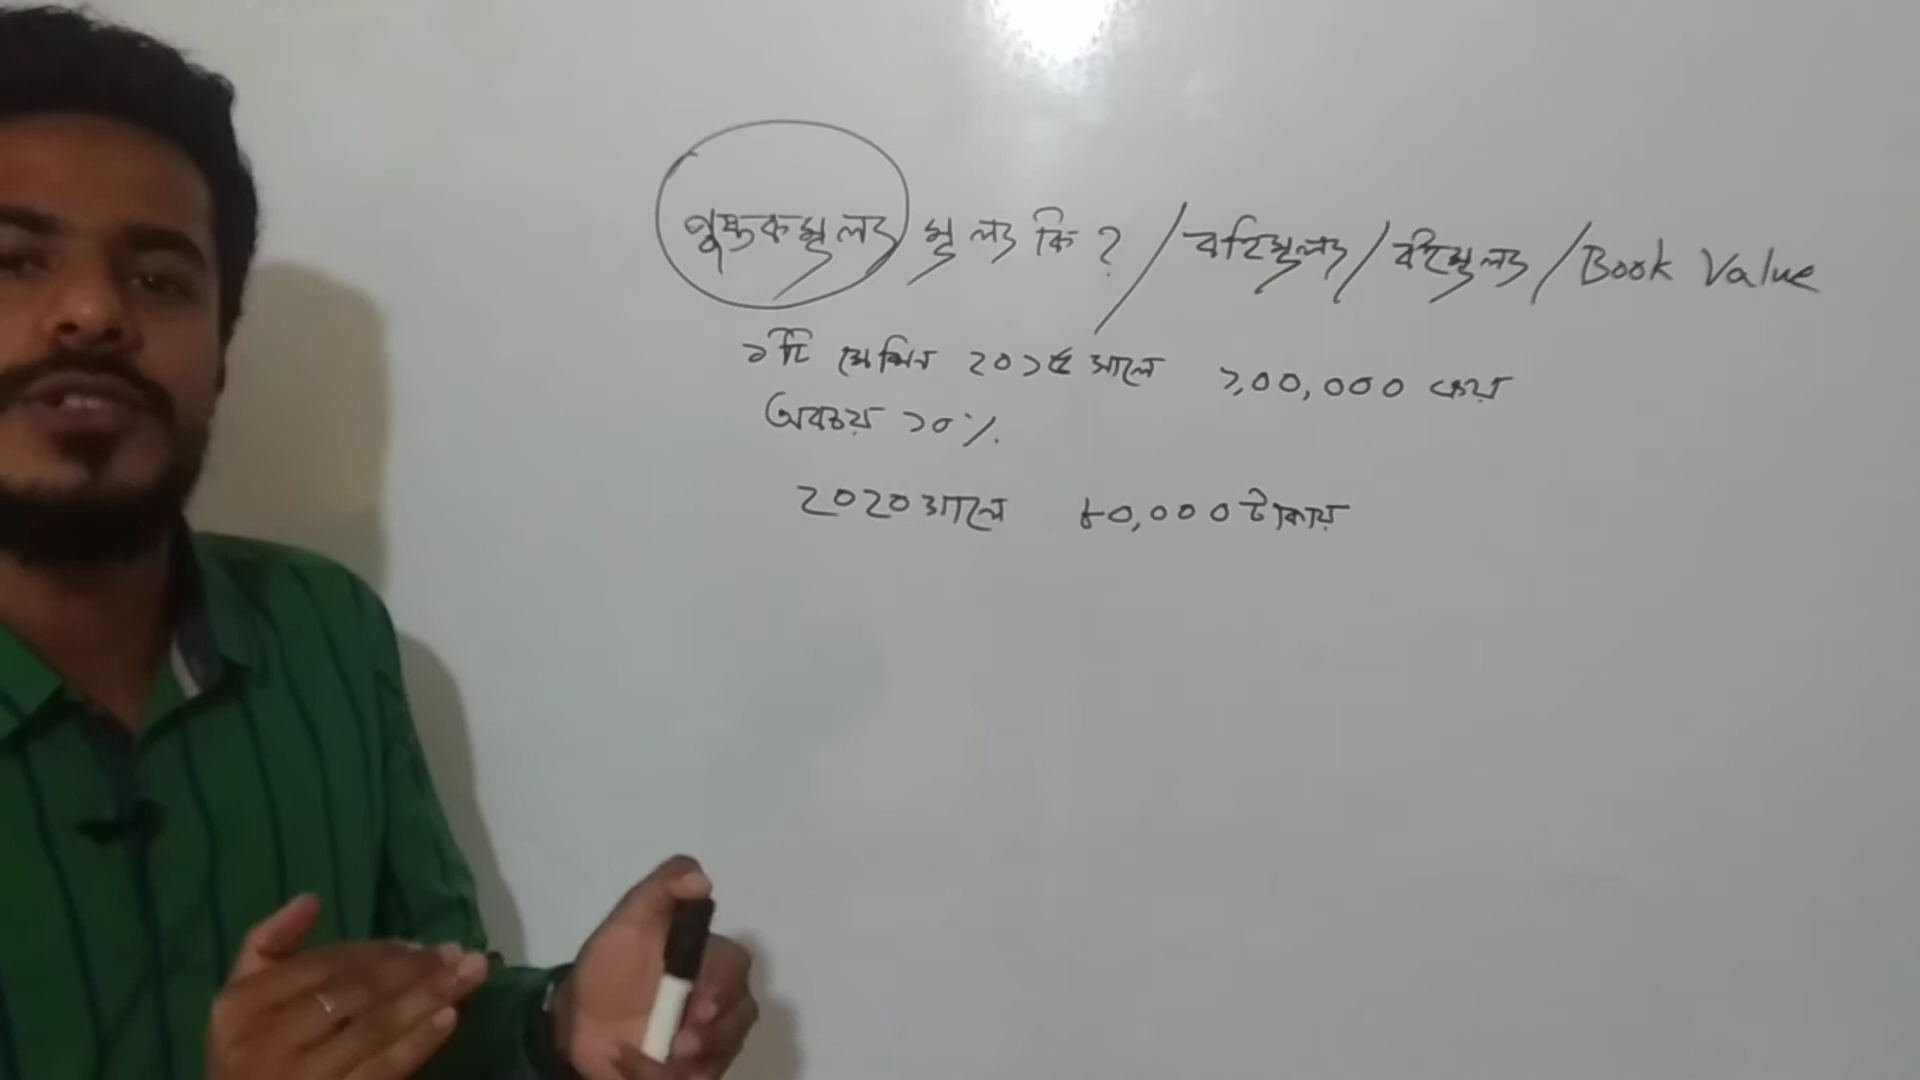 পুস্তকমূল্য মূল্য কি? / বহিমূল্য / বইমূল্য / Book Value
১টি মেশিন ২০১৫ সালে ১,০০,০০০ ক্রয়
অবচয় ১০%.
২০২০ সালে ৮০,০০০ টাকায়